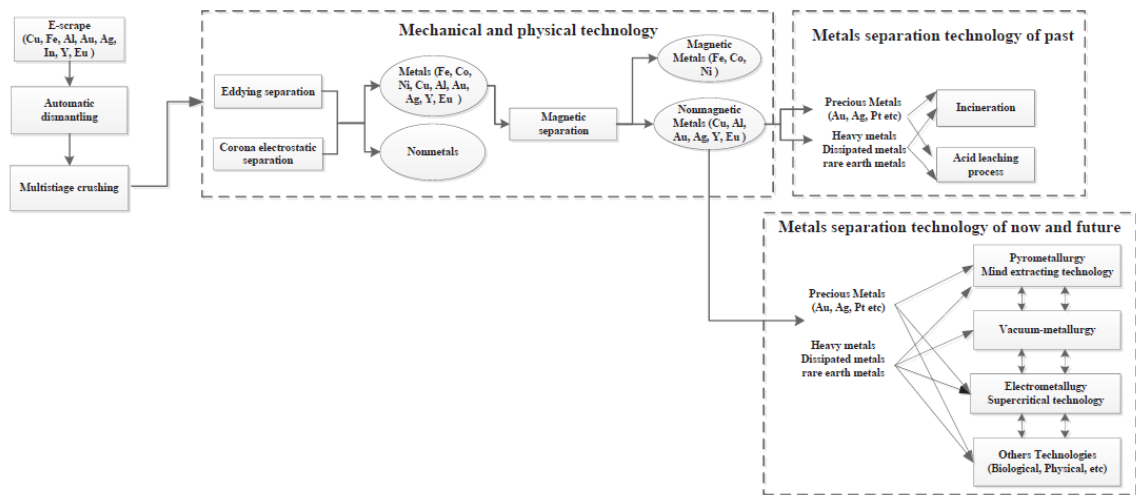 E-scrape
(Cu, Fe, Al, Au, Ag,
In, Y, Eu )
Automatic
dismantling
Multistage crushing
Mechanical and physical technology
Eddying separation
Corona electrostatic
separation
Metals (Fe, Co,
Ni, Cu, Al, Au,
Ag, Y, Eu )
Nonmetals
Magnetic
separation
Magnetic
Metals (Fe, Co,
Ni )
Nonmagnetic
Metals (Cu, Al,
Au, Ag, Y, Eu )
Metals separation technology of past
Precious Metals
(Au, Ag, Pt etc)
Heavy metals
Dissipated metals
rare earth metals
Incineration
Acid leaching
process
Metals separation technology of now and future
Precious Metals
(Au, Ag, Pt etc)
Heavy metals
Dissipated metals
rare earth metals
Pyrometallurgy
Mind extracting technology
Vacuum-metallurgy
Electrometallugy
Supercritical technology
Others Technologies
(Biological, Physical, etc)